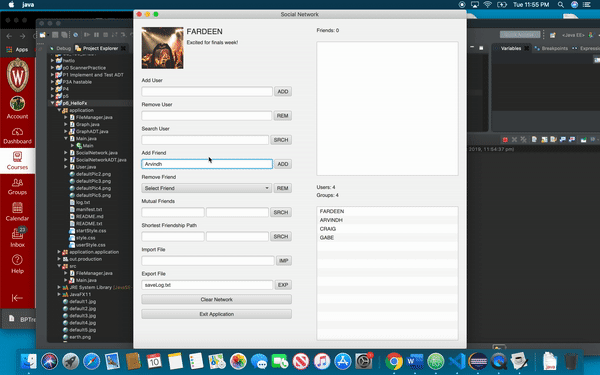 java
Tue 11:55 PM
Social Network
Apps
Debug
Project Explorer
Variables
Breakpoints
Account
Dashboard
Courses
Groups
Calendar
Inbox
23
Help
hello
p0 ScannerPractice
P1 Implement and Test ADT
P3A hastable
P4
p5
p6_HelloFx
application
FileManager.java
Graph.java
GraphADT.java
Main.java
Main
SocialNetwork.java
SocialNetworkADT.java
User.java
defaultPic2.png
defaultPic3.png
defaultPic4.png
defaultPic5.png
log.txt
manifest.txt
README.md
README.txt
startStyle.css
style.css
userStyle.css
application.application
out.production
src
FileManager.java
Main.java
JRE System Library
JavaFX11
default1.jpg
default2.jpg
default3.jpg
default4.jpg
default5.jpg
earth.png
FARDEEN
Excited for finals week!
Add User
ADD
Remove User
REM
Search User
SRCH
Add Friend
Arvindh
ADD
Remove Friend
Select Friend
REM
Mutual Friends
SRCH
Shortest Friendship Path
SRCH
Import File
IMP
Export File
saveLog.txt
EXP
Clear Network
Exit Application
Friends: 0
Users: 4
Groups: 4
FARDEEN
ARVINDH
CRAIG
GABE
2019, 11:54:37 pm)
BPTre